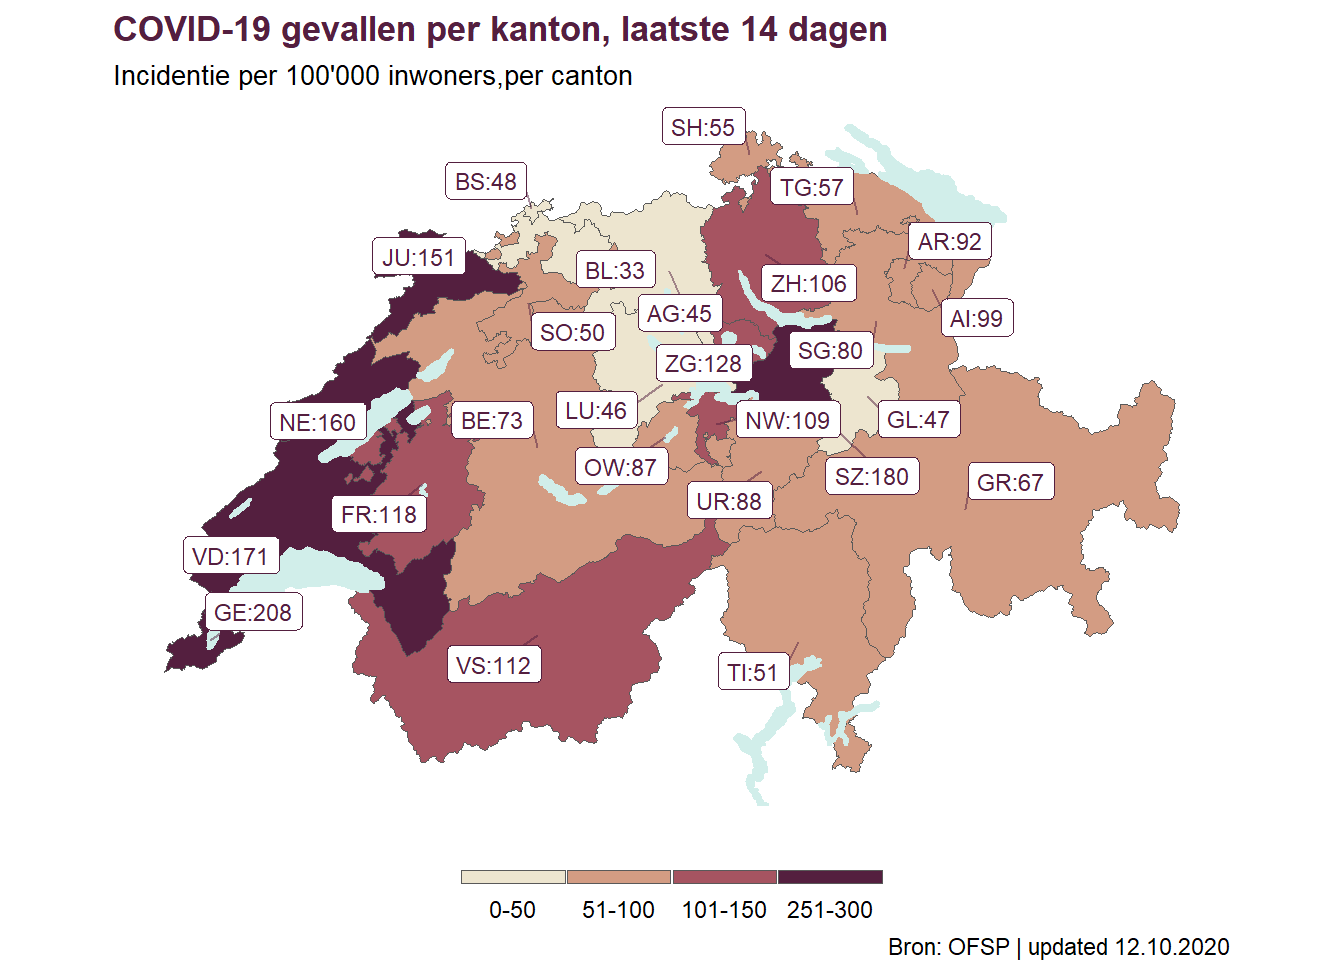 COVID-19 gevallen per kanton, laatste 14 dagen
Incidentie per 100'000 inwoners,per canton
SH:55
BS:48
TG:57
AR:92
JU:151
BL:33
ZH:106
AG:45
AI:99
SO:50
SG:80
ZG:128
LU:46
NE:160
BE:73
NW:109
GL:47
OW:87
SZ:180
GR:67
UR:88
FR:118
VD:171
GE:208
VS:112
TI:51
0-50 51-100 101-150 251-300
Bron: OFSP | updated 12.10.2020